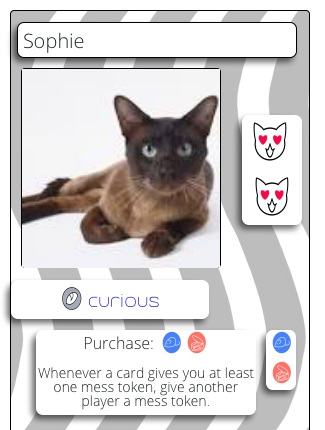 Sophie
curious
Purchase:
Whenever a card gives you at least
one mess token, give another
player a mess token.